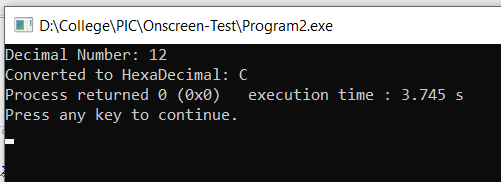 D:\College\PIC\Onscreen-Test\Program2.exe
Decimal Number: 12
Converted to HexaDecimal: C
Process returned 0 (0x0)   execution time : 3.745 s
Press any key to continue.